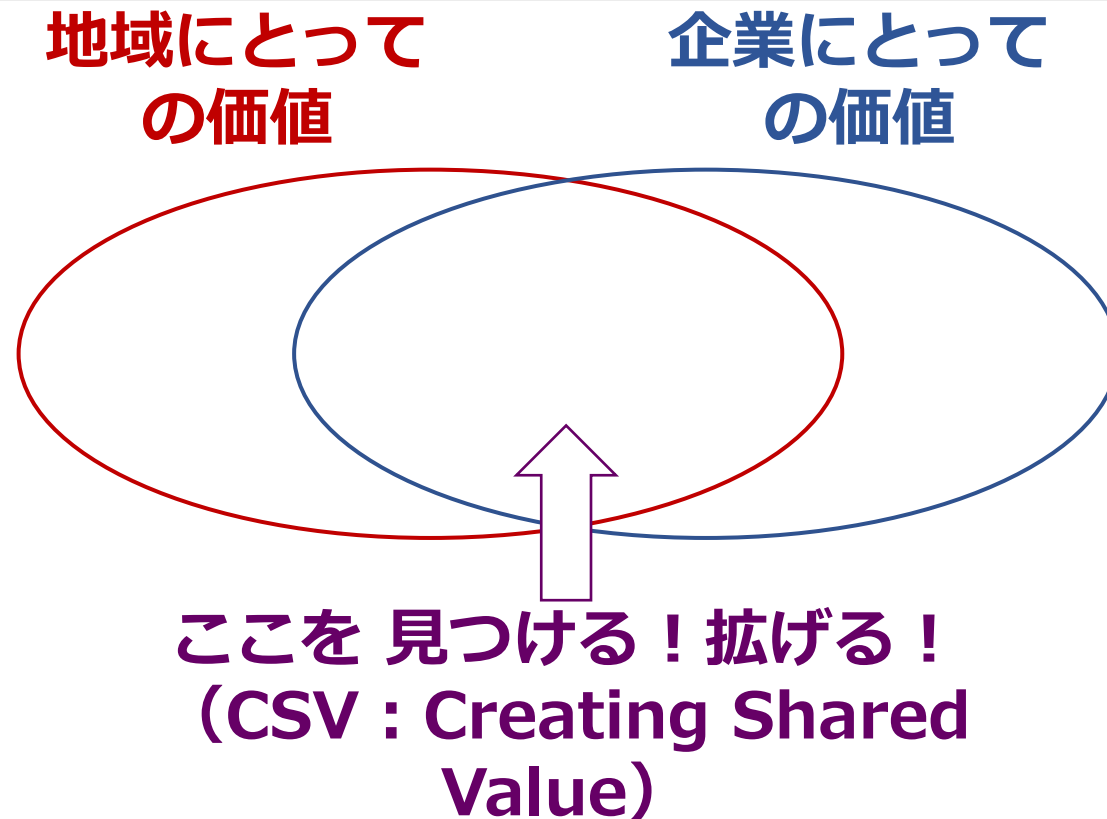 地域にとって
の価値
企業にとって
の価値
ここを 見つける！拡げる！
（CSV：Creating Shared
Value）